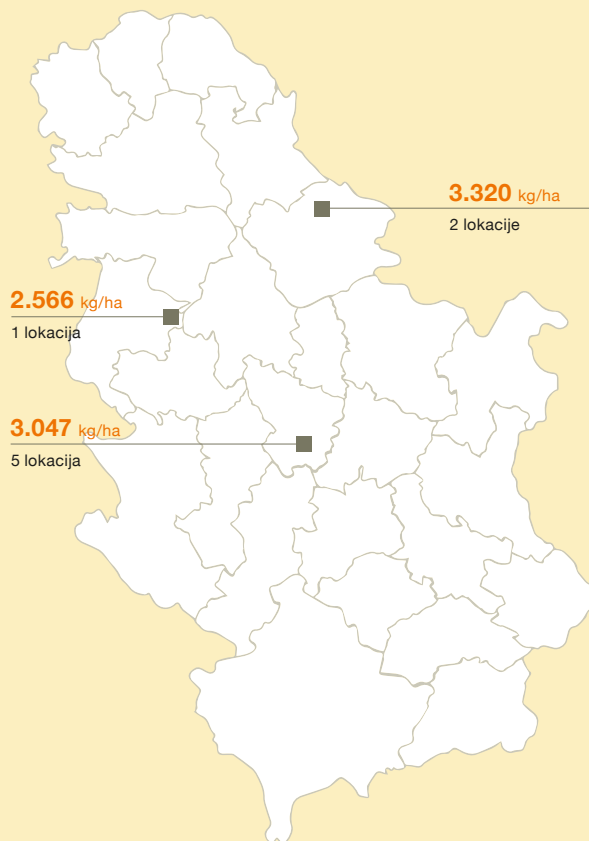 3.320 kg/ha
2 lokacije
2.566 kg/ha
1 lokacija
3.047 kg/ha
5 lokacija